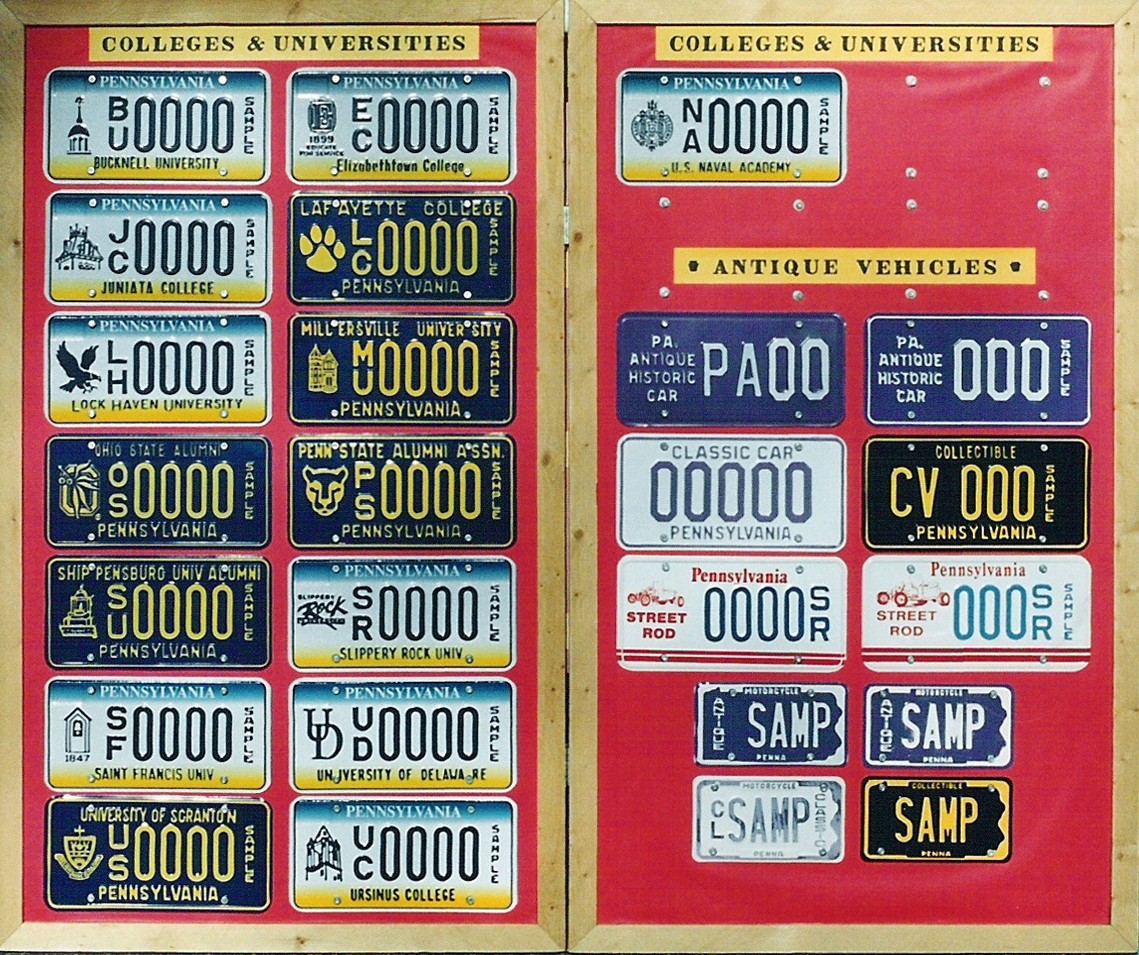 COLLEGES & UNIVERSITIES
PENNSYLVANIA
BU0000
SAMPLE
BUCKNELL UNIVERSITY
PENNSYLVANIA
1899
EDUCATE
FOR SERVICE
EC0000
SAMPLE
Elizabethtown College
PENNSYLVANIA
JC0000
SAMPLE
JUNIATA COLLEGE
LAFAYETTE COLLEGE
LC0000
SAMPLE
PENNSYLVANIA
PENNSYLVANIA
LH0000
SAMPLE
LOCK HAVEN UNIVERSITY
MILLERSVILLE UNIVERSITY
MU0000
SAMPLE
PENNSYLVANIA
OHIO STATE ALUMNI
OS0000
SAMPLE
PENNSYLVANIA
PENN STATE ALUMNI ASSN.
PS0000
SAMPLE
PENNSYLVANIA
SHIPPENSBURG UNIV ALUMNI
SU0000
SAMPLE
PENNSYLVANIA
PENNSYLVANIA
SLIPPERY
Rock
SR0000
SAMPLE
SLIPPERY ROCK UNIV
PENNSYLVANIA
1847
SF0000
SAMPLE
SAINT FRANCIS UNIV
PENNSYLVANIA
UD
UD0000
SAMPLE
UNIVERSITY OF DELAWARE
UNIVERSITY OF SCRANTON
US0000
SAMPLE
PENNSYLVANIA
PENNSYLVANIA
UC0000
SAMPLE
URSINUS COLLEGE
COLLEGES & UNIVERSITIES
PENNSYLVANIA
NA0000
SAMPLE
U.S. NAVAL ACADEMY
ANTIQUE VEHICLES
PA.
ANTIQUE
HISTORIC
CAR
PA00
PA.
ANTIQUE
HISTORIC
CAR
000
SAMPLE
CLASSIC CAR
00000
PENNSYLVANIA
COLLECTIBLE
CV 000
SAMPLE
PENNSYLVANIA
Pennsylvania
STREET
ROD
0000SR
Pennsylvania
STREET
ROD
000SR
SAMPLE
MOTORCYCLE
ANTIQUE
SAMP
PENNA
MOTORCYCLE
ANTIQUE
SAMP
PENNA
MOTORCYCLE
CLSAMP
CLASSIC
PENNA
COLLECTIBLE
SAMP
PENNA